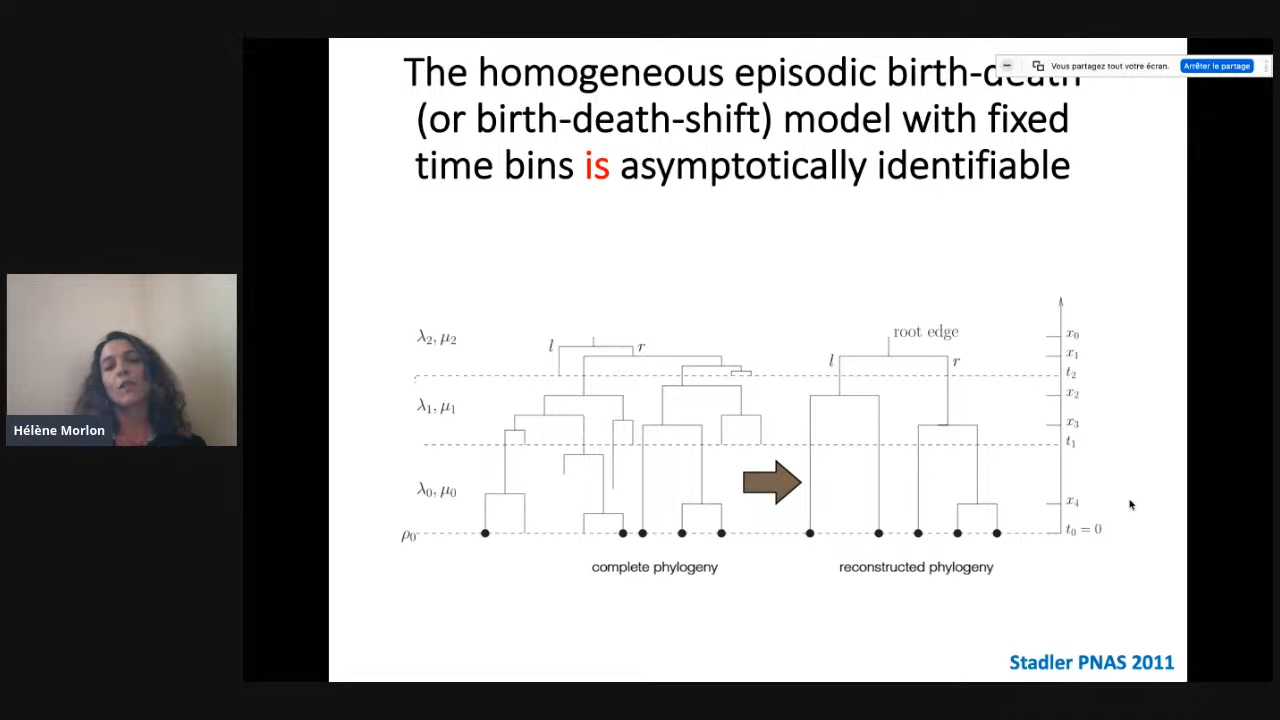 The homogeneous episodic birth-death
Vous partagez tout votre écran. Arrêter le partage
(or birth-death-shift) model with fixed
time bins is asymptotically identifiable
λ₂, μ₂
l
r
root edge
l
r
x₀
x₁
t₂
λ₁, μ₁
x₂
x₃
t₁
λ₀, μ₀
x₄
ρ₀
t₀ = 0
complete phylogeny
reconstructed phylogeny
Hélène Morlon
Stadler PNAS 2011